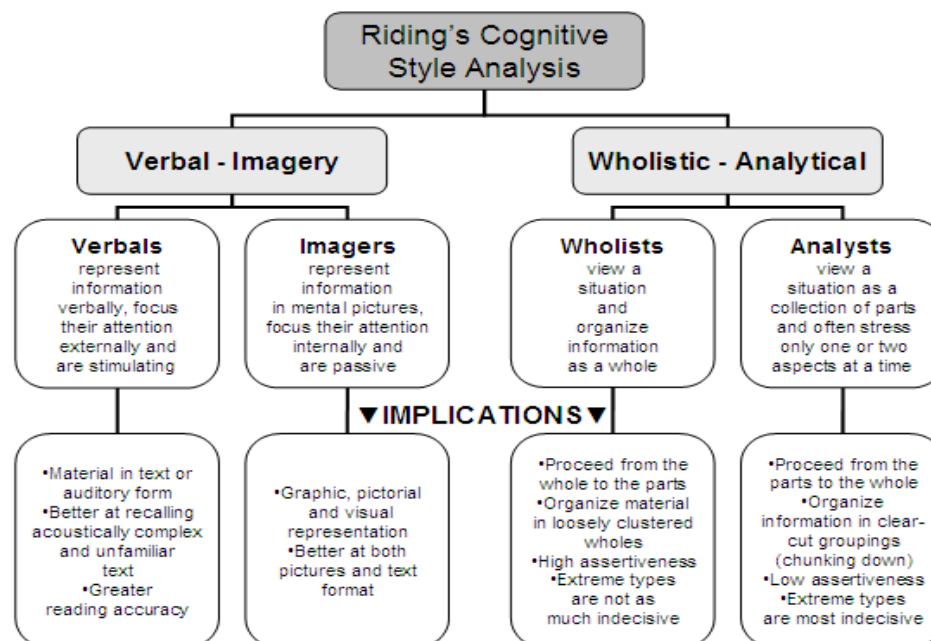 Riding's Cognitive
Style Analysis
Verbal - Imagery
Wholistic - Analytical
Verbals
represent
information
verbally, focus
their attention
externally and
are stimulating
Imagers
represent
information
in mental pictures,
focus their attention
internally and
are passive
Wholists
view a
situation
and
organize
information
as a whole
Analysts
view a
situation as a
collection of parts
and often stress
only one or two
aspects at a time
▼IMPLICATIONS▼
•Material in text or
auditory form
•Better at recalling
acoustically complex
and unfamiliar
text
•Greater
reading accuracy
•Graphic, pictorial
and visual
representation
•Better at both
pictures and text
format
•Proceed from the
whole to the parts
•Organize material
in loosely clustered
wholes
•High assertiveness
•Extreme types
are not as
much indecisive
•Proceed from the
parts to the whole
•Organize
information in clear-
cut groupings
(chunking down)
•Low assertiveness
•Extreme types
are most indecisive